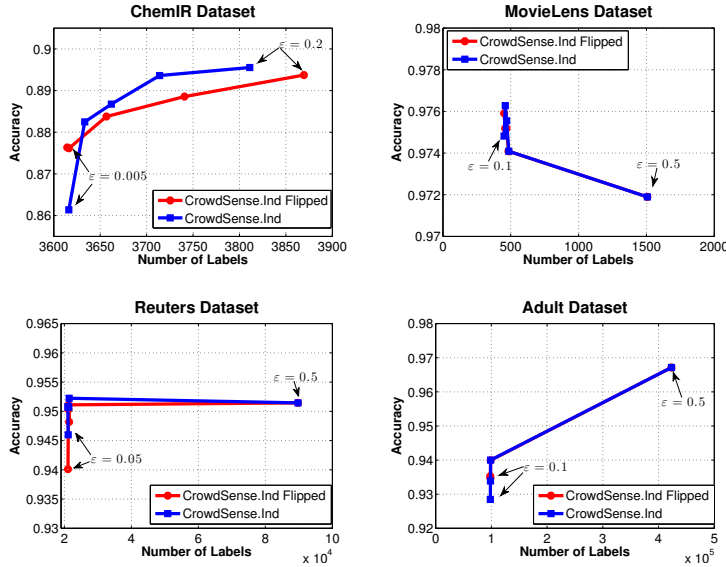 ChemIR Dataset
0.9
0.89
0.88
0.87
0.86
Accuracy
ε = 0.2
ε = 0.005
CrowdSense.Ind Flipped
CrowdSense.Ind
3600 3650 3700 3750 3800 3850 3900
Number of Labels
MovieLens Dataset
0.98
0.978
0.976
0.974
0.972
0.97
Accuracy
CrowdSense.Ind Flipped
CrowdSense.Ind
ε = 0.1
ε = 0.5
0 500 1000 1500 2000
Number of Labels
Reuters Dataset
0.965
0.96
0.955
0.95
0.945
0.94
0.935
0.93
Accuracy
ε = 0.5
ε = 0.05
CrowdSense.Ind Flipped
CrowdSense.Ind
2 4 6 8 10
Number of Labels
x 10⁴
Adult Dataset
0.98
0.97
0.96
0.95
0.94
0.93
0.92
Accuracy
ε = 0.5
ε = 0.1
CrowdSense.Ind Flipped
CrowdSense.Ind
0 1 2 3 4 5
Number of Labels
x 10⁵